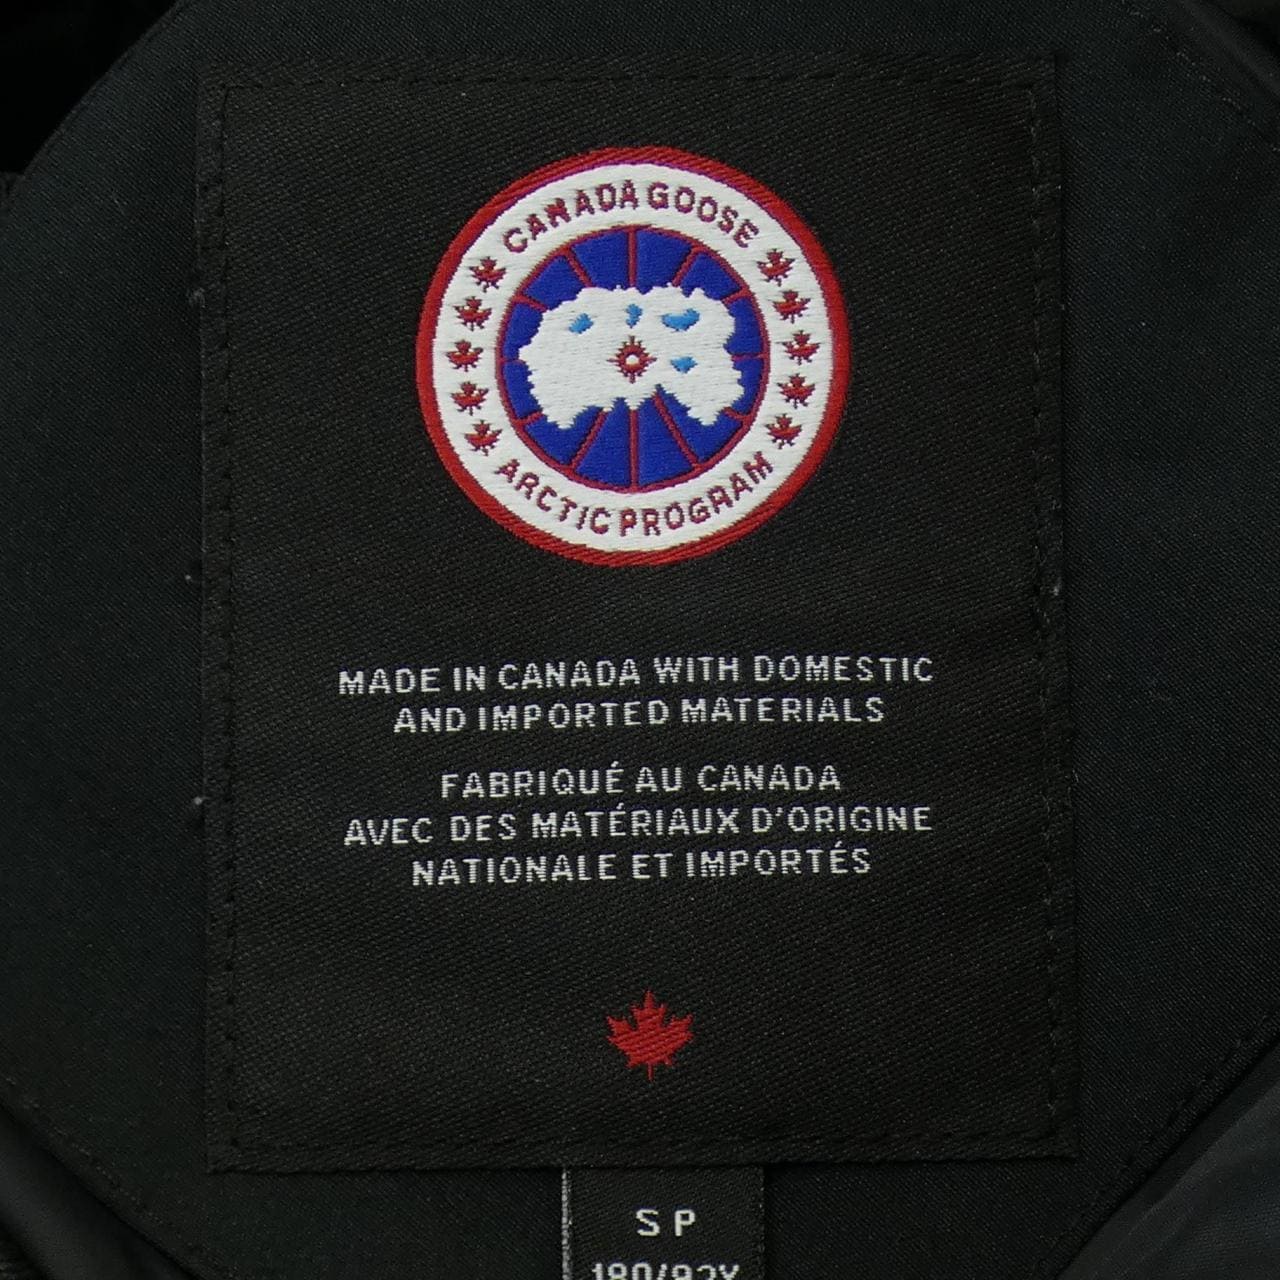 CANADA GOOSE
ARCTIC PROGRAM
MADE IN CANADA WITH DOMESTIC
AND IMPORTED MATERIALS
FABRIQUÉ AU CANADA
AVEC DES MATÉRIAUX D'ORIGINE
NATIONALE ET IMPORTÉS
S P